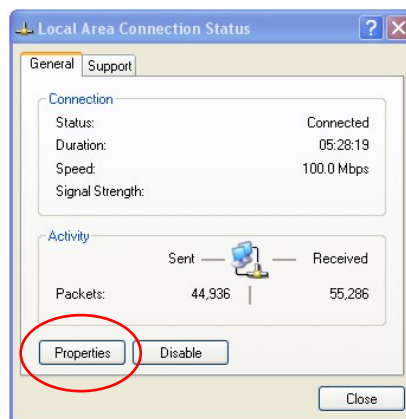 Local Area Connection Status
General Support
Connection
Status: Connected
Duration: 05:28:19
Speed: 100.0 Mbps
Signal Strength:
Activity
Sent Received
Packets: 44,936 55,286
Properties Disable
Close